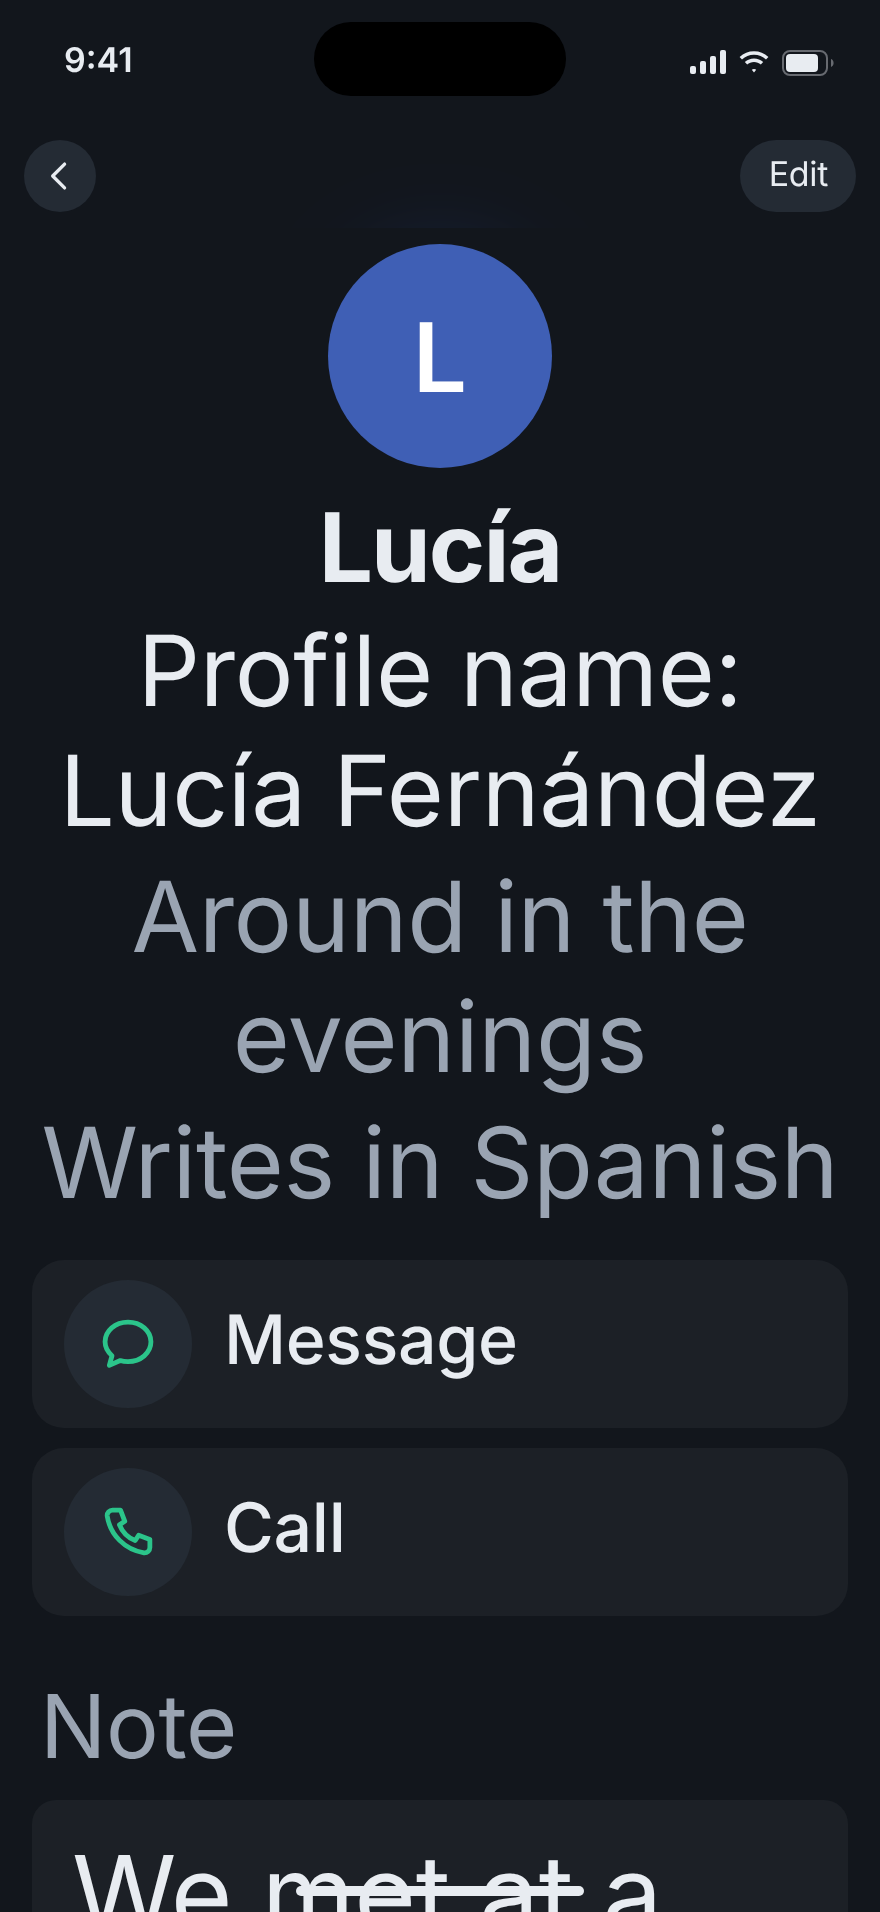 9:41
Edit
L
Lucía
Profile name:
Lucía Fernández
Around in the
evenings
Writes in Spanish
Message
Call
Note
We met at a